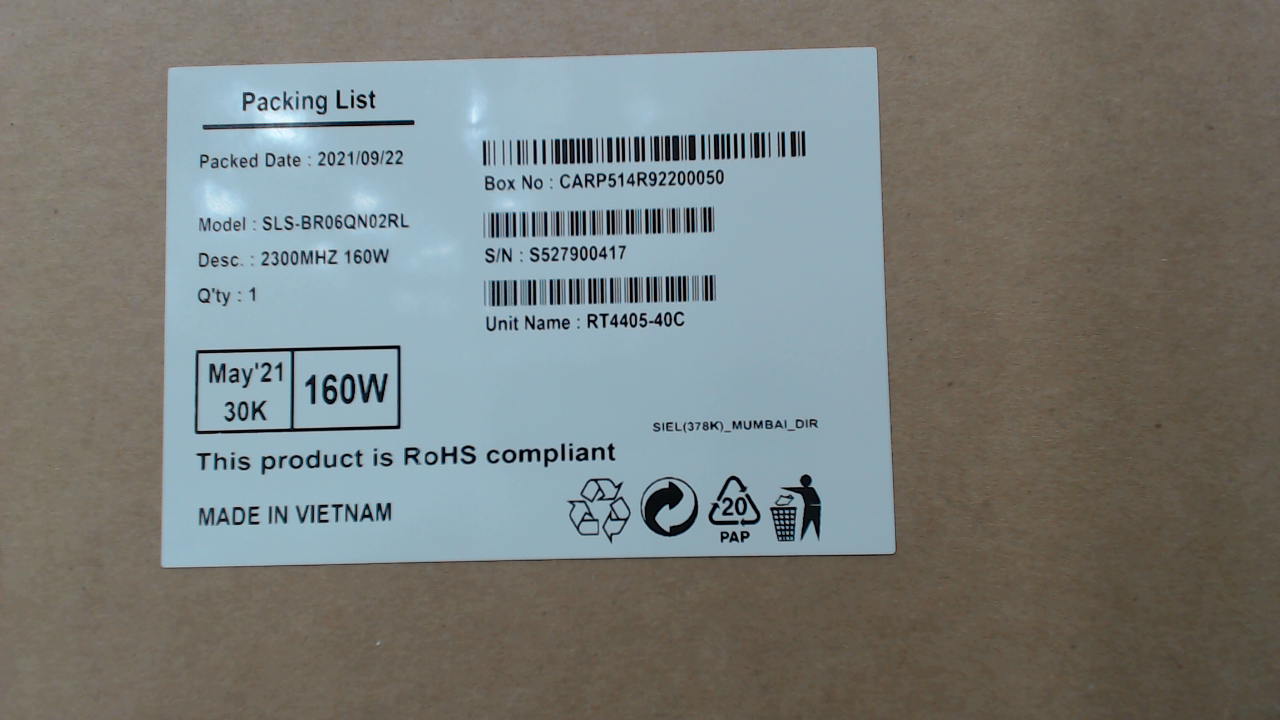 Packing List
Packed Date : 2021/09/22
Box No : CARP514R92200050
Model : SLS-BR06QN02RL
S/N : S527900417
Desc. : 2300MHZ 160W
Q'ty : 1
Unit Name : RT4405-40C
May'21
30K
160W
SIEL(378K)_MUMBAI_DIR
This product is RoHS compliant
MADE IN VIETNAM
20
PAP